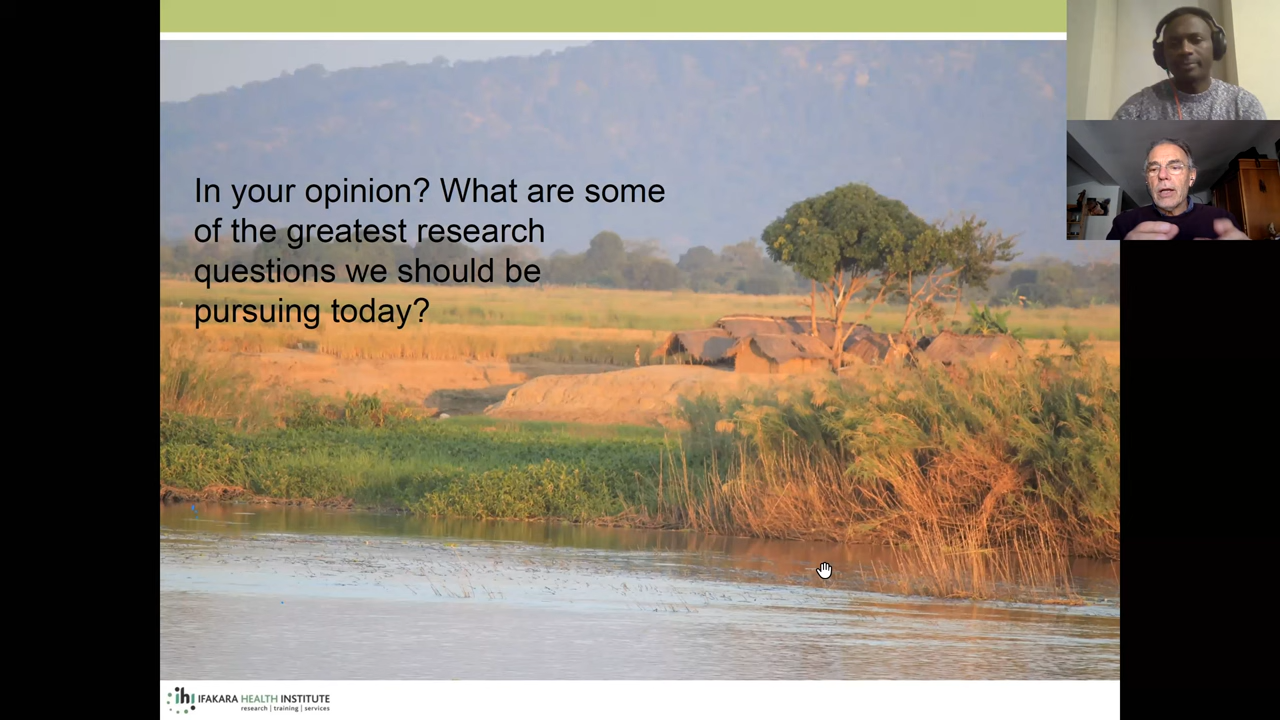 In your opinion? What are some
of the greatest research
questions we should be
pursuing today?
ihi IFAKARA HEALTH INSTITUTE
research | training | services